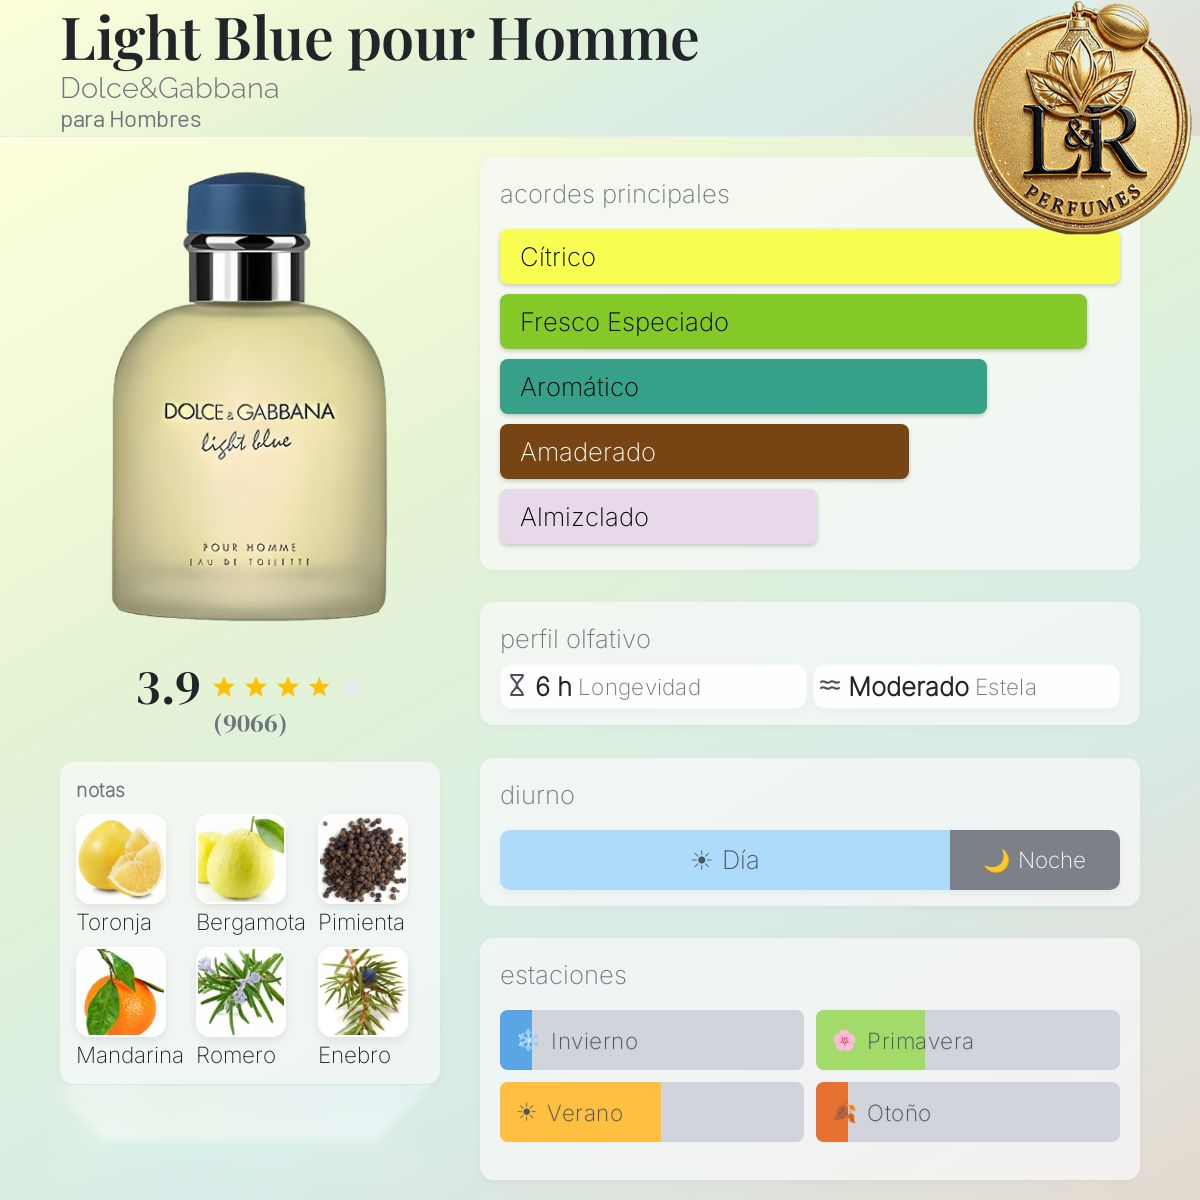 Light Blue pour Homme
Dolce&Gabbana
para Hombres
L&R
PERFUMES
DOLCE & GABBANA
light blue
POUR HOMME
EAU DE TOILETTE
3.9
(9066)
notas
Toronja Bergamota Pimienta
Mandarina Romero Enebro
acordes principales
Cítrico
Fresco Especiado
Aromático
Amaderado
Almizclado
perfil olfativo
6 h Longevidad Moderado Estela
diurno
Día Noche
estaciones
Invierno Primavera
Verano Otoño